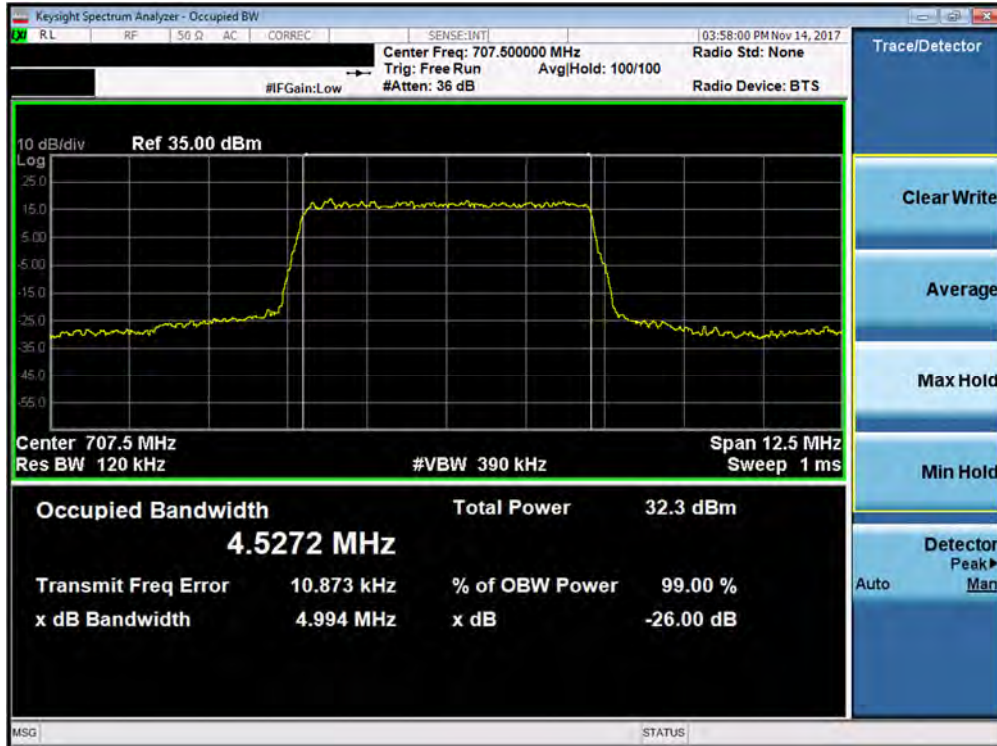 Keysight Spectrum Analyzer - Occupied BW
LXI RL RF 50 Ω AC CORREC SENSE:INT 03:58:00 PM Nov 14, 2017
Center Freq: 707.500000 MHz Radio Std: None
Trig: Free Run Avg|Hold: 100/100
#IFGain:Low #Atten: 36 dB Radio Device: BTS
Trace/Detector
10 dB/div Ref 35.00 dBm
Log
25.0
15.0
5.00
-5.00
-15.0
-25.0
-35.0
-45.0
-55.0
Center 707.5 MHz Span 12.5 MHz
Res BW 120 kHz #VBW 390 kHz Sweep 1 ms
Occupied Bandwidth Total Power 32.3 dBm
4.5272 MHz
Transmit Freq Error 10.873 kHz % of OBW Power 99.00 %
x dB Bandwidth 4.994 MHz x dB -26.00 dB
Clear Write
Average
Max Hold
Min Hold
Detector
Peak
Auto Man
MSG STATUS